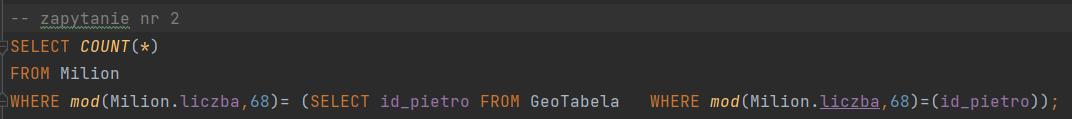 -- zapytanie nr 2
SELECT COUNT(*)
FROM Milion
WHERE mod(Milion.liczba,68)= (SELECT id_pietro FROM GeoTabela   WHERE mod(Milion.liczba,68)=(id_pietro));